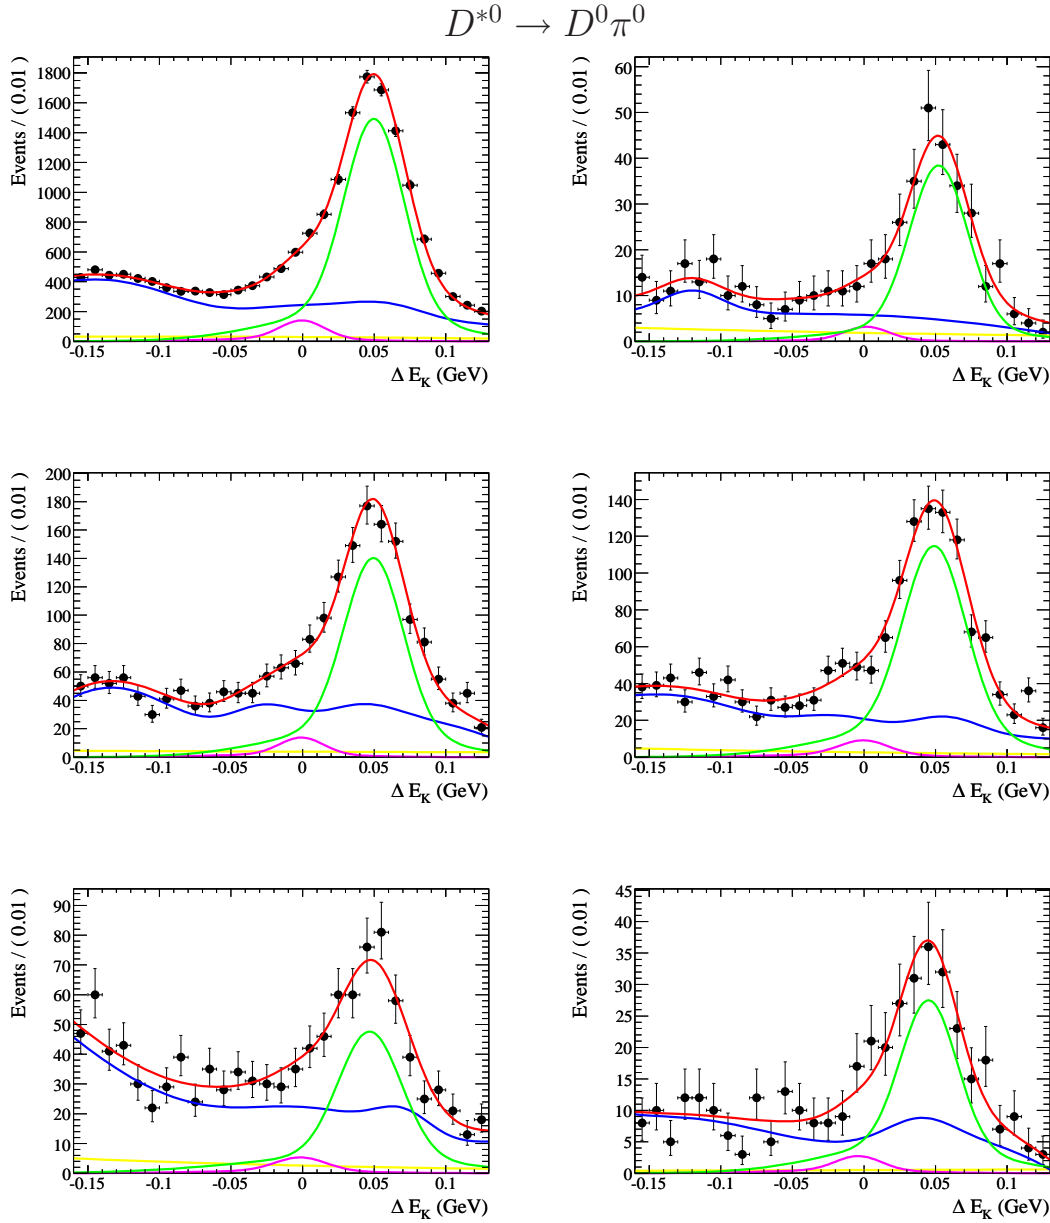 D*0 → D0π0
Events / ( 0.01 )
0 200 400 600 800 1000 1200 1400 1600 1800
-0.15 -0.1 -0.05 0 0.05 0.1
Δ EK (GeV)
Events / ( 0.01 )
0 10 20 30 40 50 60
-0.15 -0.1 -0.05 0 0.05 0.1
Δ EK (GeV)
Events / ( 0.01 )
0 20 40 60 80 100 120 140 160 180 200
-0.15 -0.1 -0.05 0 0.05 0.1
Δ EK (GeV)
Events / ( 0.01 )
0 20 40 60 80 100 120 140
-0.15 -0.1 -0.05 0 0.05 0.1
Δ EK (GeV)
Events / ( 0.01 )
0 10 20 30 40 50 60 70 80 90
-0.15 -0.1 -0.05 0 0.05 0.1
Δ EK (GeV)
Events / ( 0.01 )
0 5 10 15 20 25 30 35 40 45
-0.15 -0.1 -0.05 0 0.05 0.1
Δ EK (GeV)